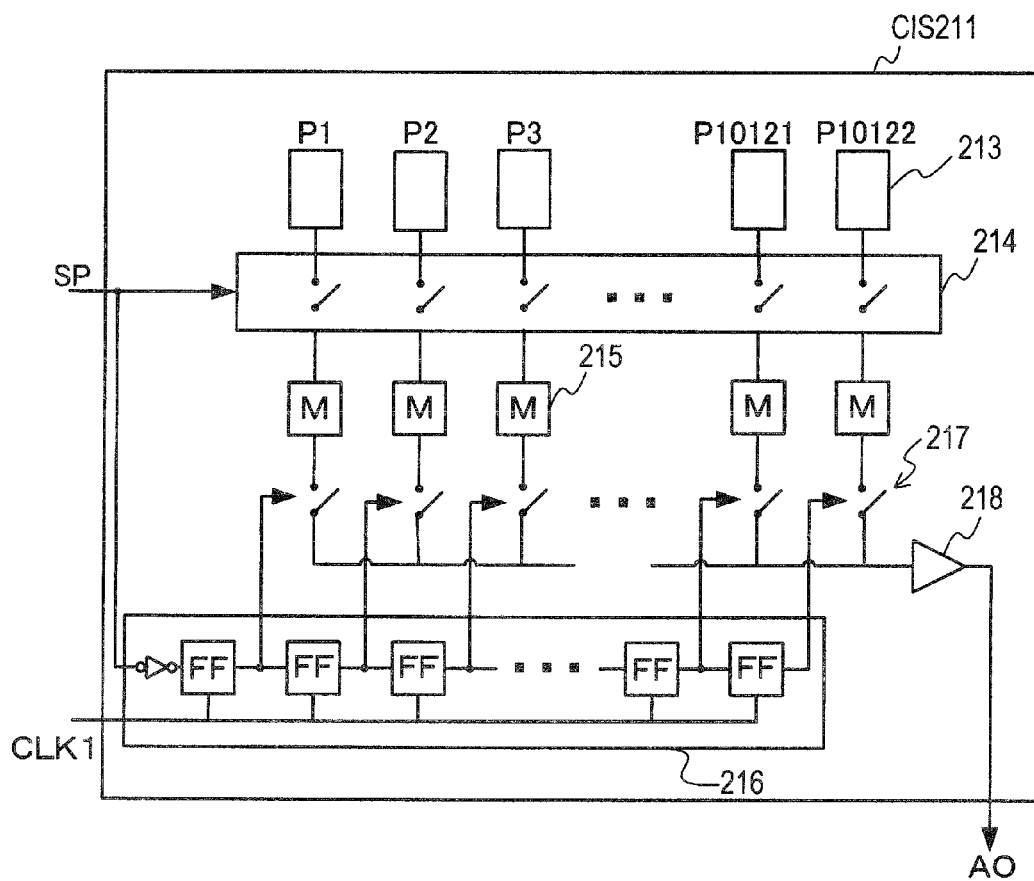 CIS211
P1 P2 P3 P10121 P10122
213
214
SP
215
M M M M M
217
218
FF FF FF FF FF
CLK1
216
AO